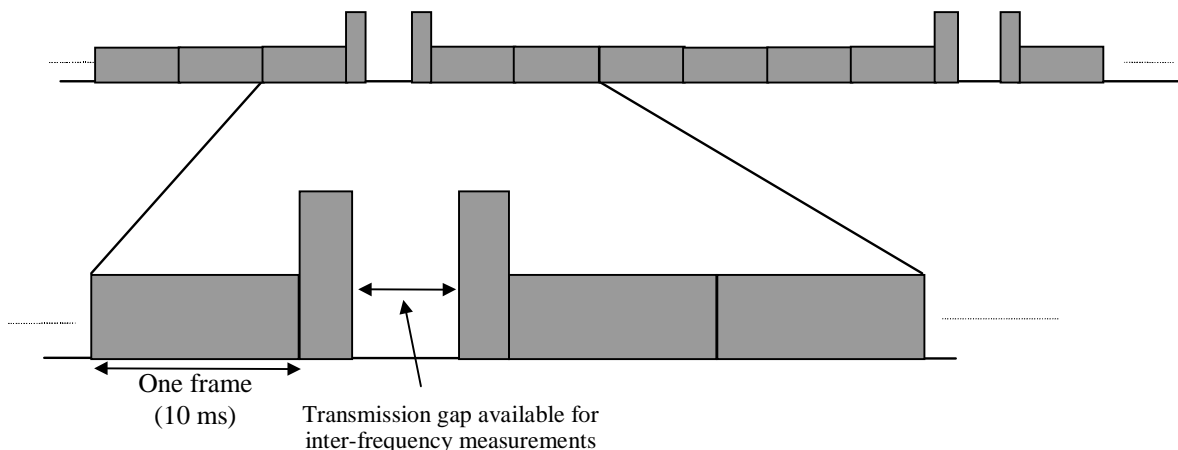 One frame
(10 ms)
Transmission gap available for
inter-frequency measurements